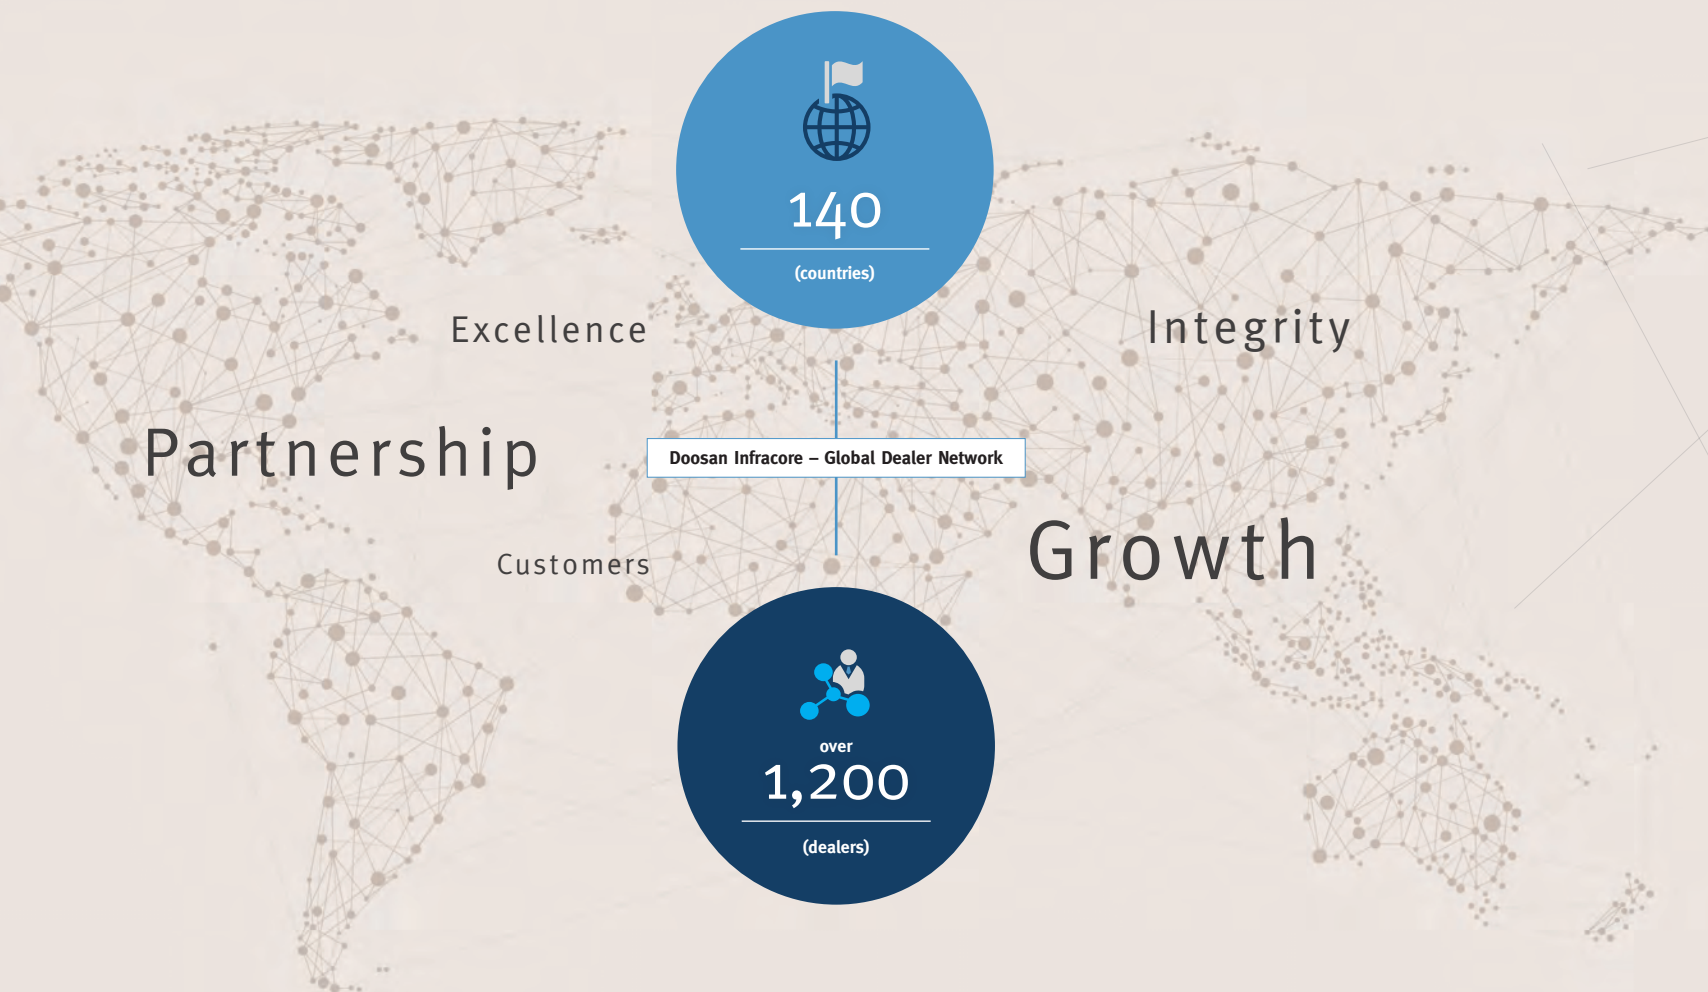 140
(countries)
Excellence
Integrity
Partnership
Doosan Infracore – Global Dealer Network
Growth
Customers
over
1,200
(dealers)